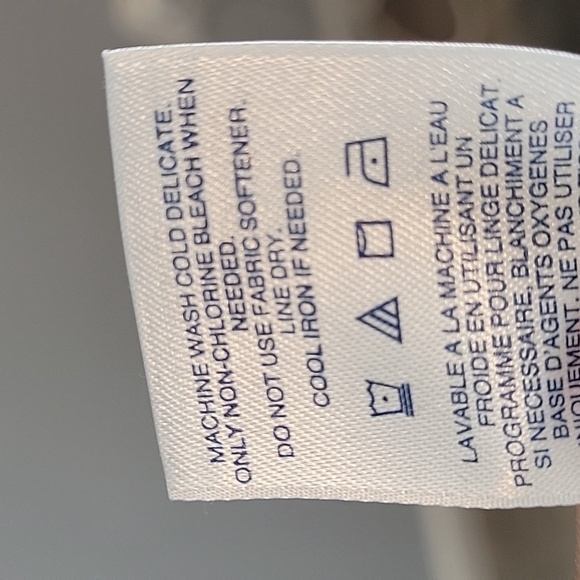 MACHINE WASH COLD DELICATE.
ONLY NON-CHLORINE BLEACH WHEN
NEEDED.
DO NOT USE FABRIC SOFTENER.
LINE DRY.
COOL IRON IF NEEDED.
LAVABLE A LA MACHINE A L'EAU
FROIDE EN UTILISANT UN
PROGRAMME POUR LINGE DELICAT.
SI NECESSAIRE, BLANCHIMENT A
BASE D'AGENTS OXYGENES
UNIQUEMENT. NE PAS UTILISER